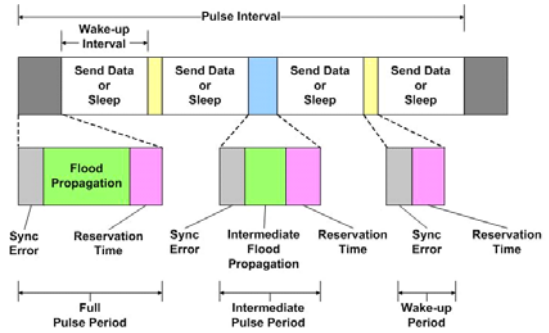 Pulse Interval
Wake-up
Interval
Send Data
or
Sleep
Send Data
or
Sleep
Send Data
or
Sleep
Send Data
or
Sleep
Flood
Propagation
Sync
Error
Reservation
Time
Sync
Error
Intermediate
Flood
Propagation
Reservation
Time
Sync
Error
Reservation
Time
Full
Pulse Period
Intermediate
Pulse Period
Wake-up
Period